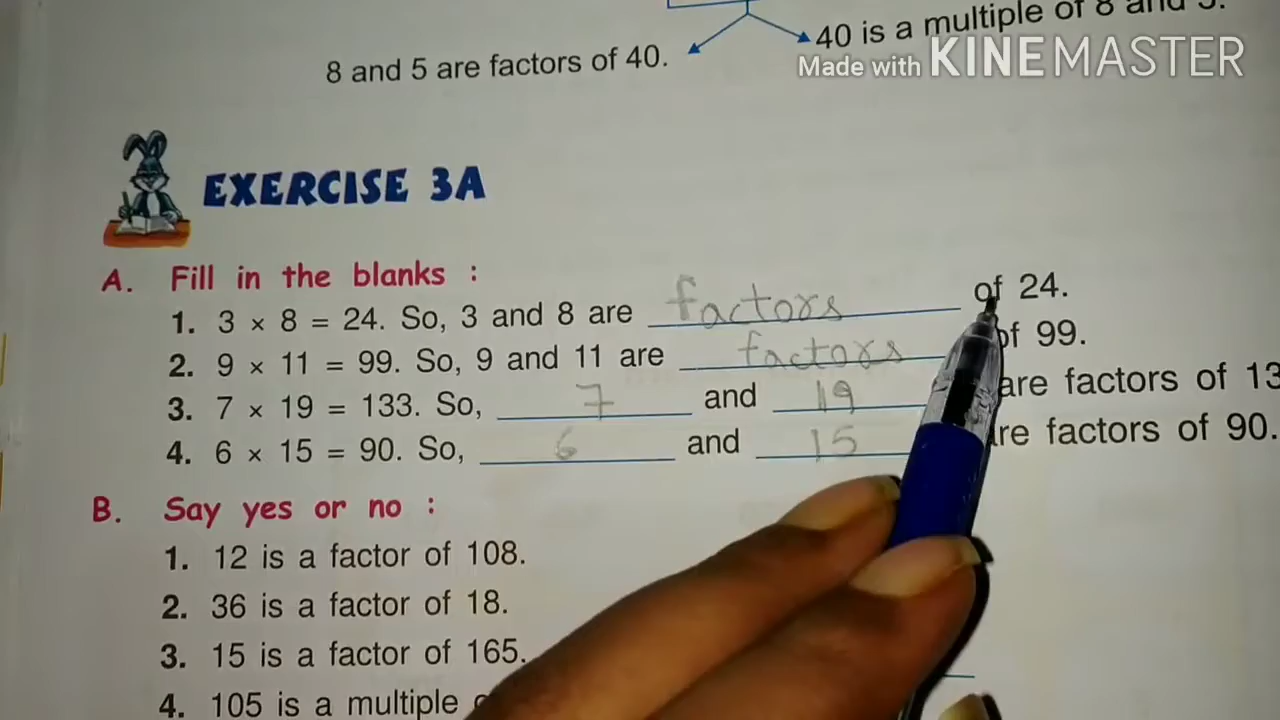 40 is a multiple of 8 and 5.
8 and 5 are factors of 40.
Made with KINEMASTER
EXERCISE 3A
A. Fill in the blanks :
1. 3 × 8 = 24. So, 3 and 8 are factors of 24.
2. 9 × 11 = 99. So, 9 and 11 are factors of 99.
3. 7 × 19 = 133. So, 7 and 19 are factors of 13
4. 6 × 15 = 90. So, 6 and 15 are factors of 90.
B. Say yes or no :
1. 12 is a factor of 108.
2. 36 is a factor of 18.
3. 15 is a factor of 165.
4. 105 is a multiple